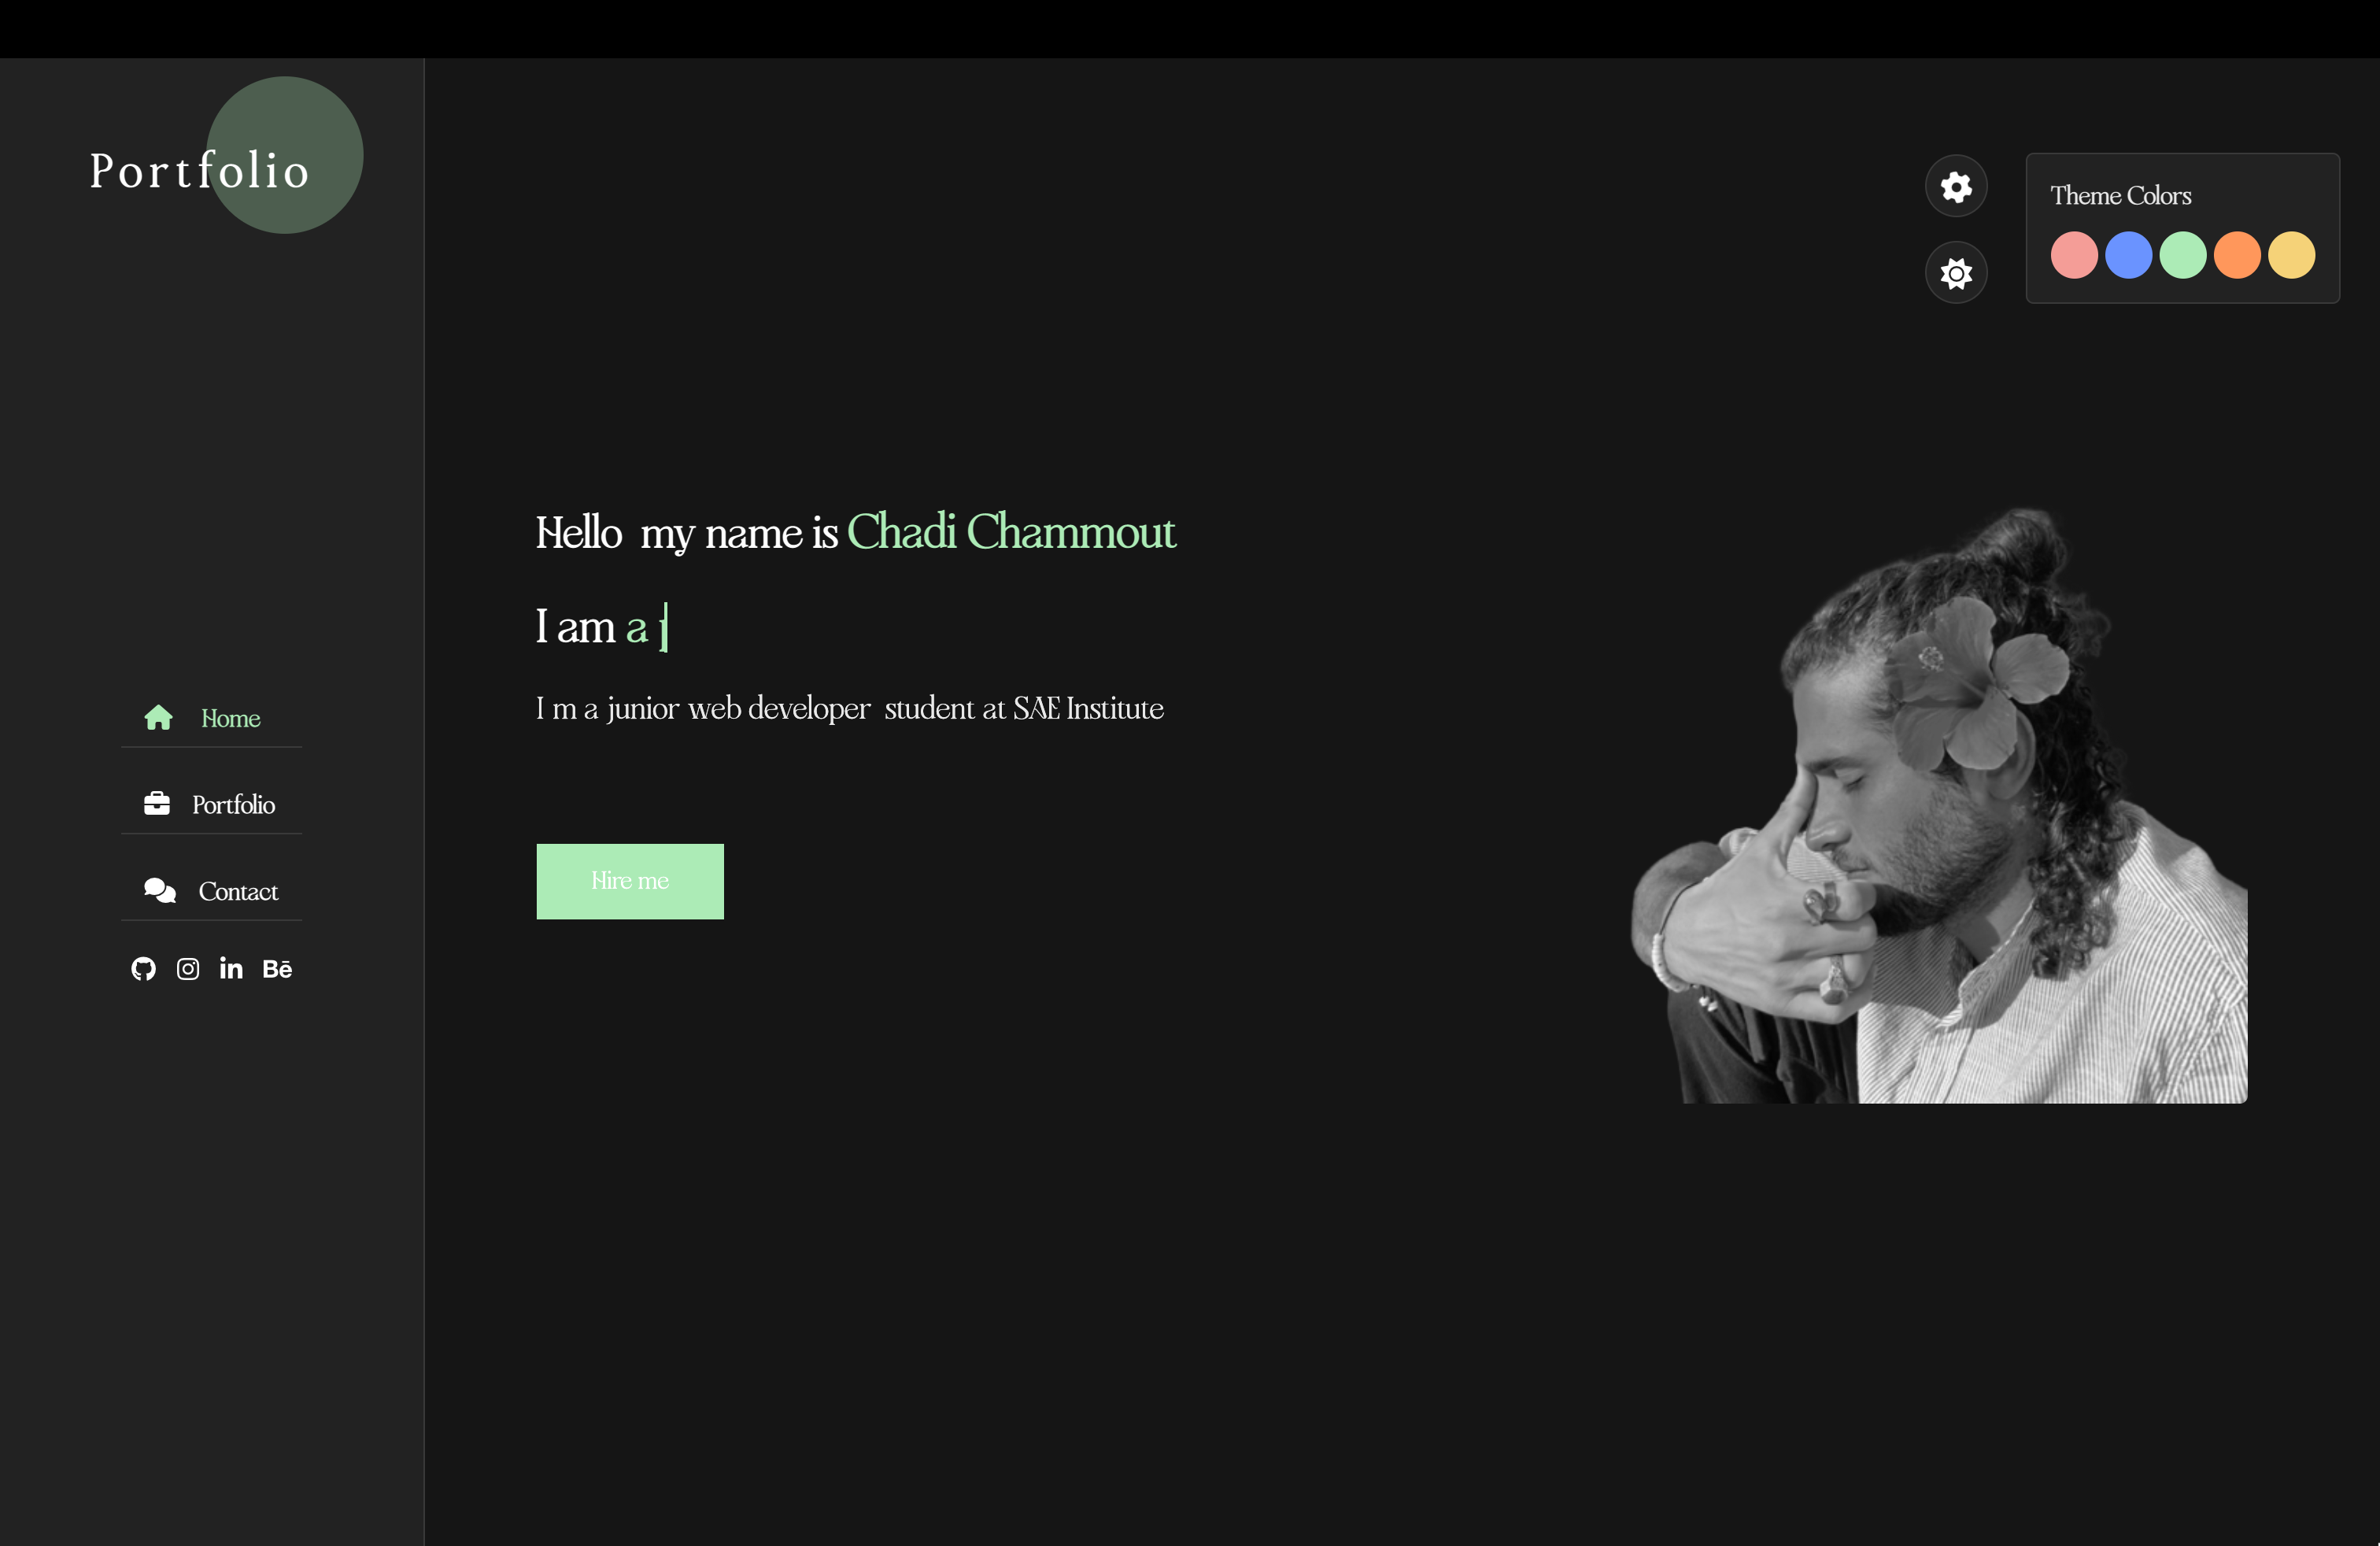 Portfolio
Theme Colors
Hello my name is Chadi Chammout
I am a j
I m a junior web developer student at SAE Institute
Hire me
Home
Portfolio
Contact
in Bē